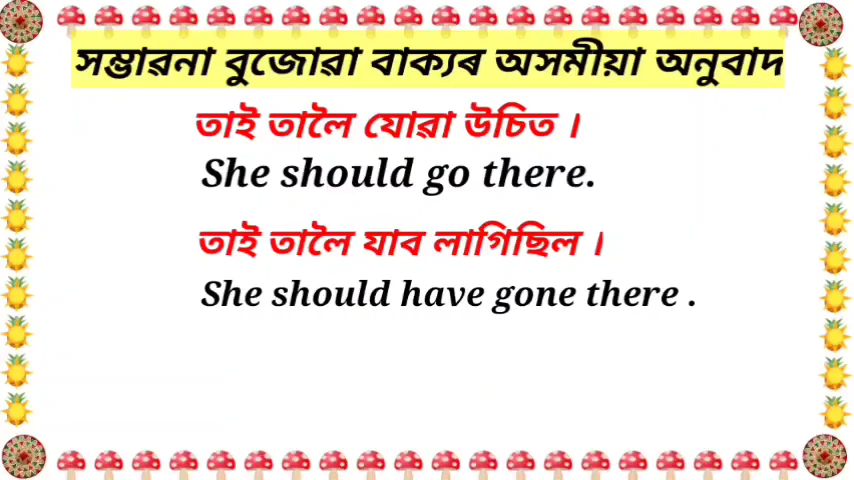 সম্ভাৱনা বুজোৱা বাক্যৰ অসমীয়া অনুবাদ
তাই তালৈ যোৱা উচিত ।
She should go there.
তাই তালৈ যাব লাগিছিল ।
She should have gone there .